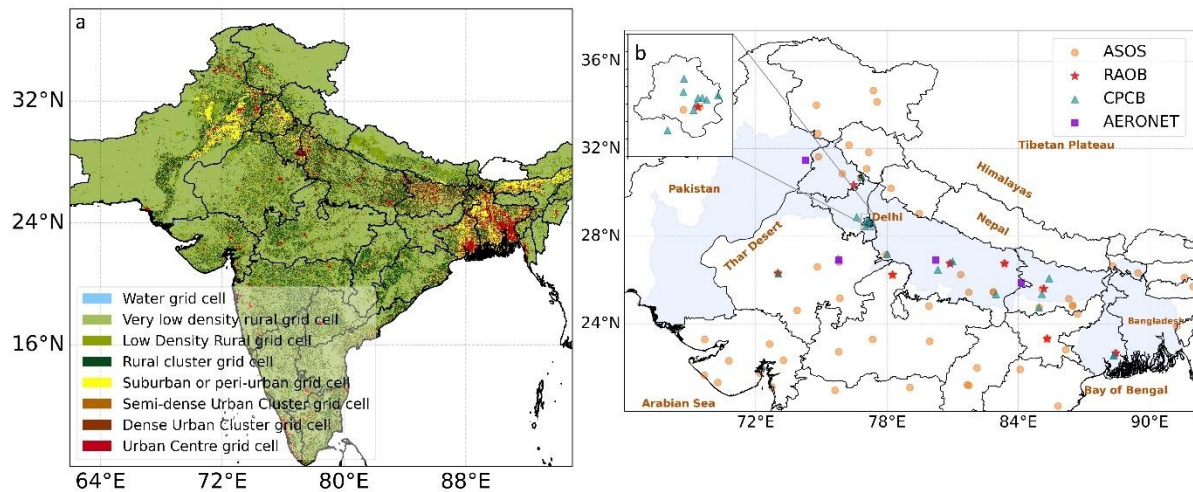 a
32°N
24°N
16°N
Water grid cell
Very low density rural grid cell
Low Density Rural grid cell
Rural cluster grid cell
Suburban or peri-urban grid cell
Semi-dense Urban Cluster grid cell
Dense Urban Cluster grid cell
Urban Centre grid cell
64°E 72°E 80°E 88°E
b
ASOS
RAOB
CPCB
AERONET
36°N
32°N
28°N
24°N
Tibetan Plateau
Himalayas
Pakistan
Nepal
Delhi
Thar Desert
Bangladesh
Bay of Bengal
Arabian Sea
72°E 78°E 84°E 90°E